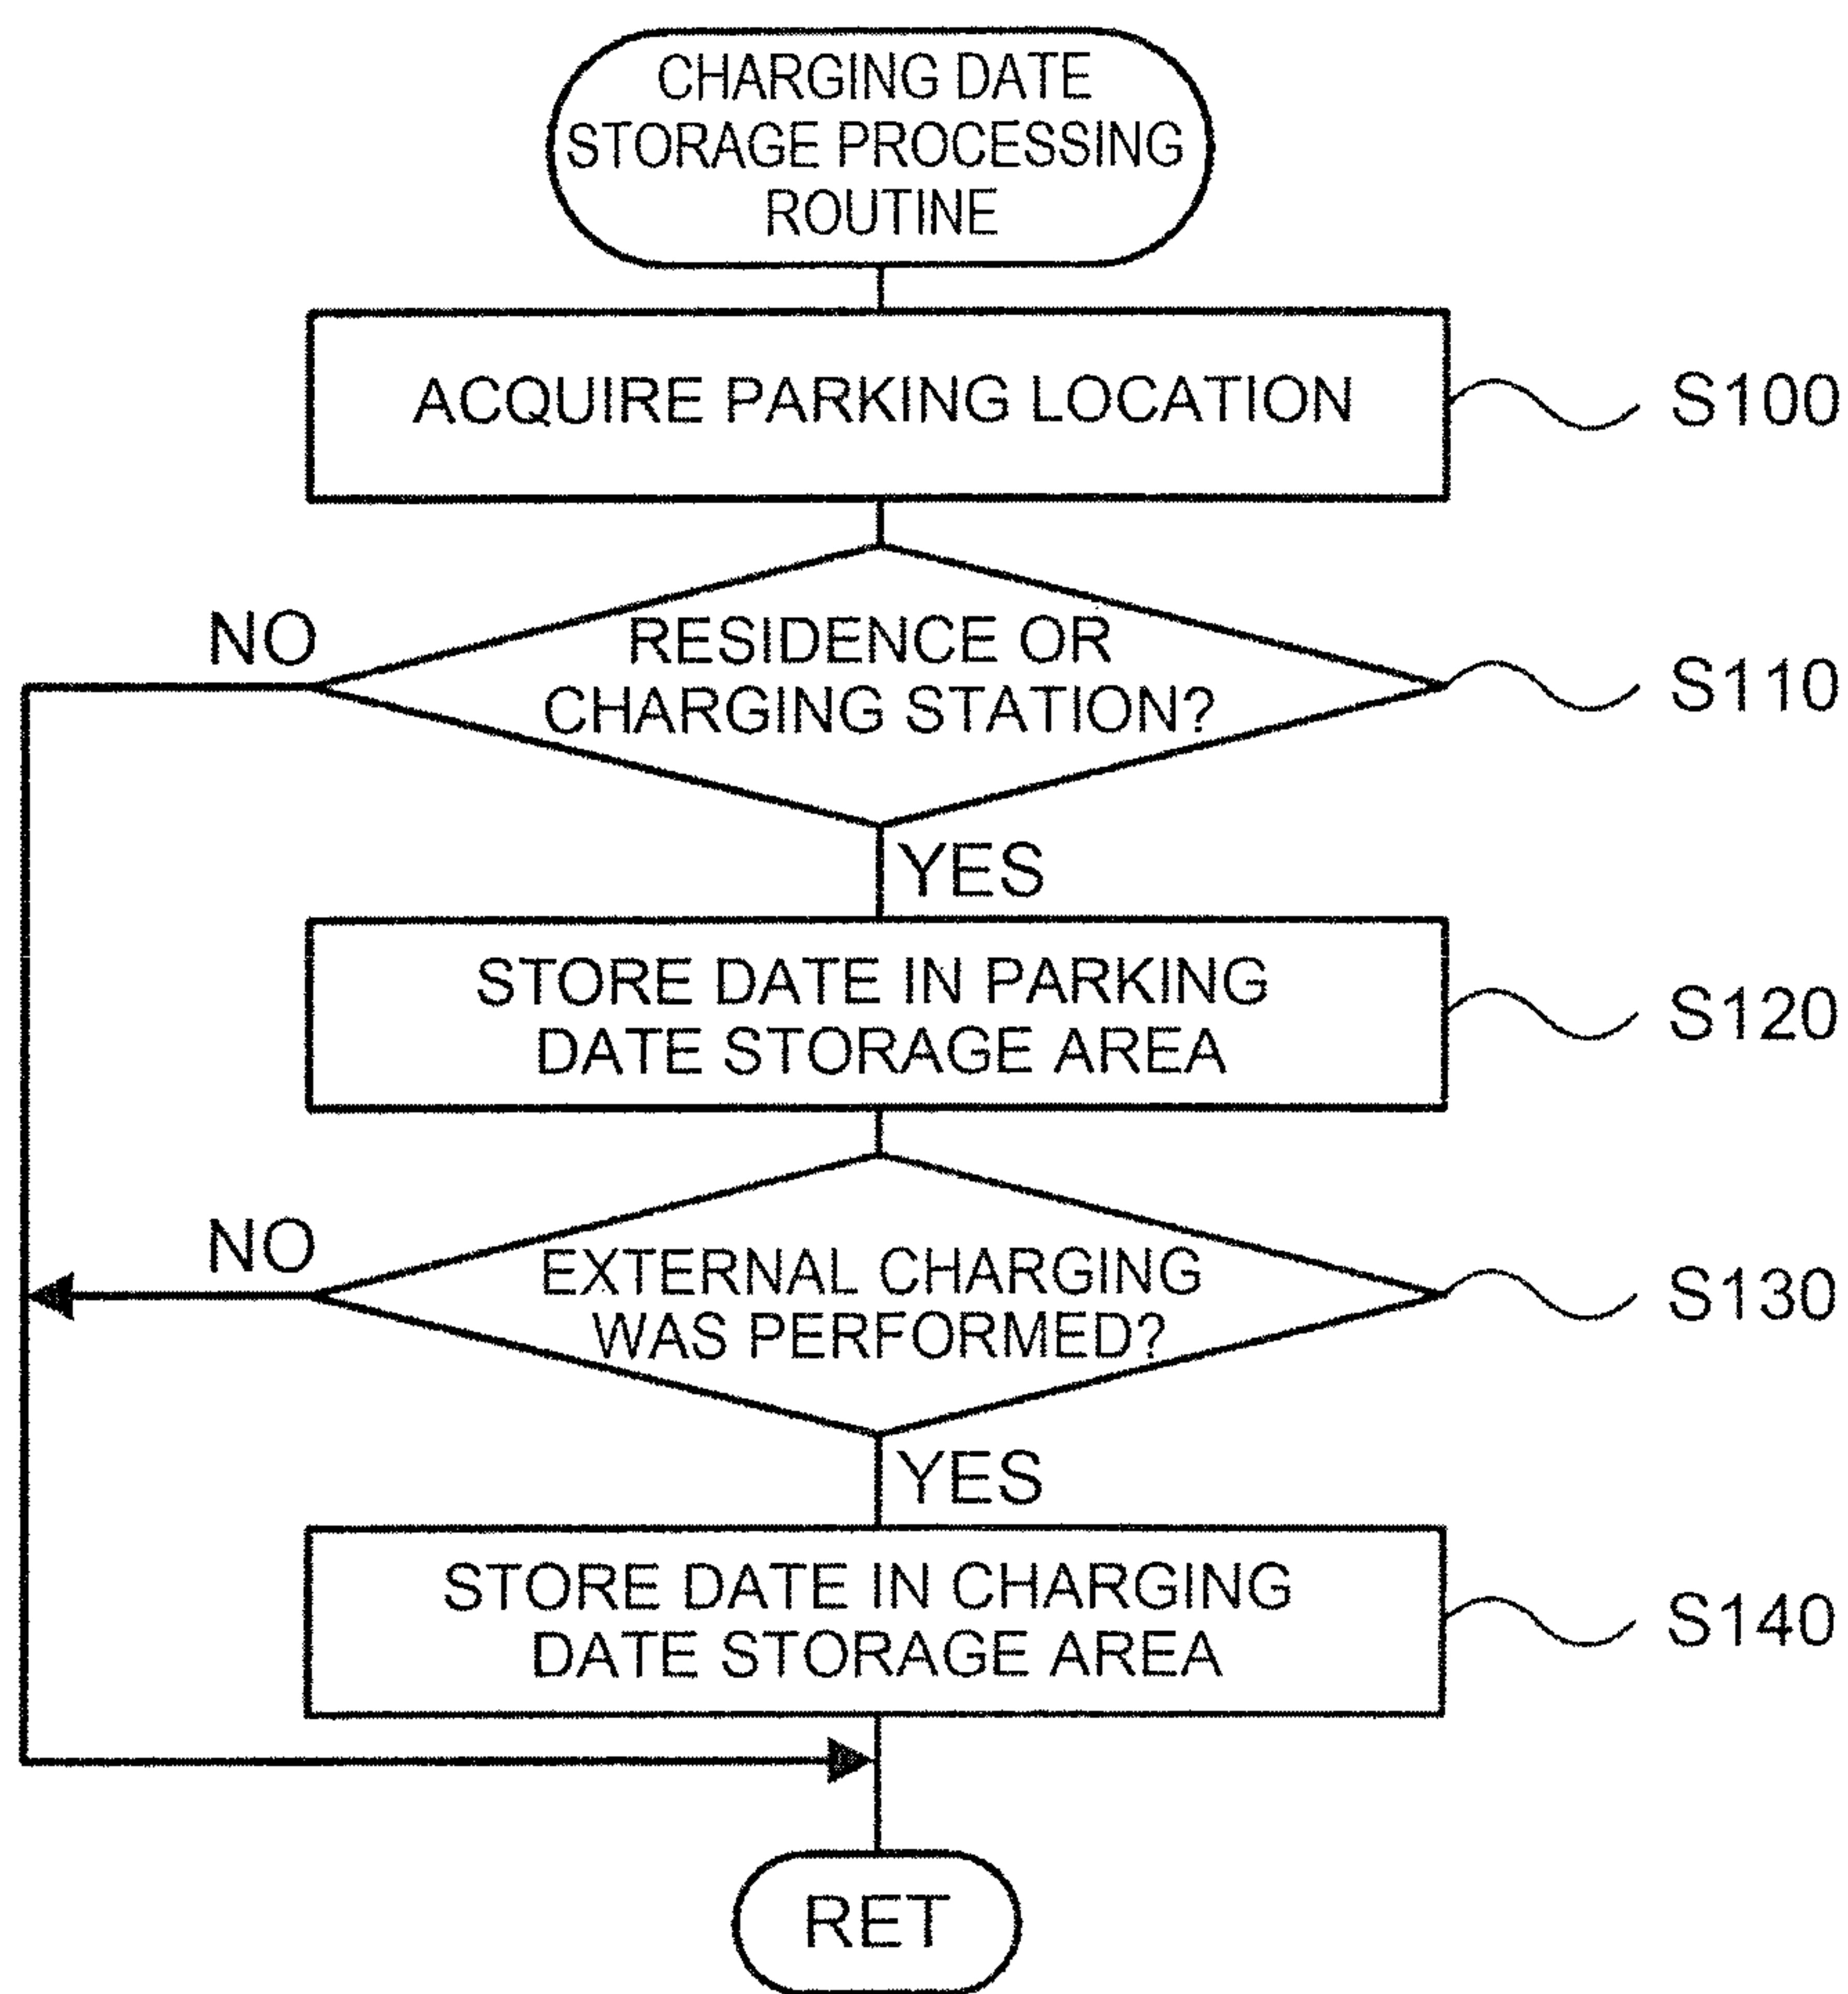 CHARGING DATE
STORAGE PROCESSING
ROUTINE
ACQUIRE PARKING LOCATION
S100
NO
RESIDENCE OR
CHARGING STATION?
S110
YES
STORE DATE IN PARKING
DATE STORAGE AREA
S120
NO
EXTERNAL CHARGING
WAS PERFORMED?
S130
YES
STORE DATE IN CHARGING
DATE STORAGE AREA
S140
RET